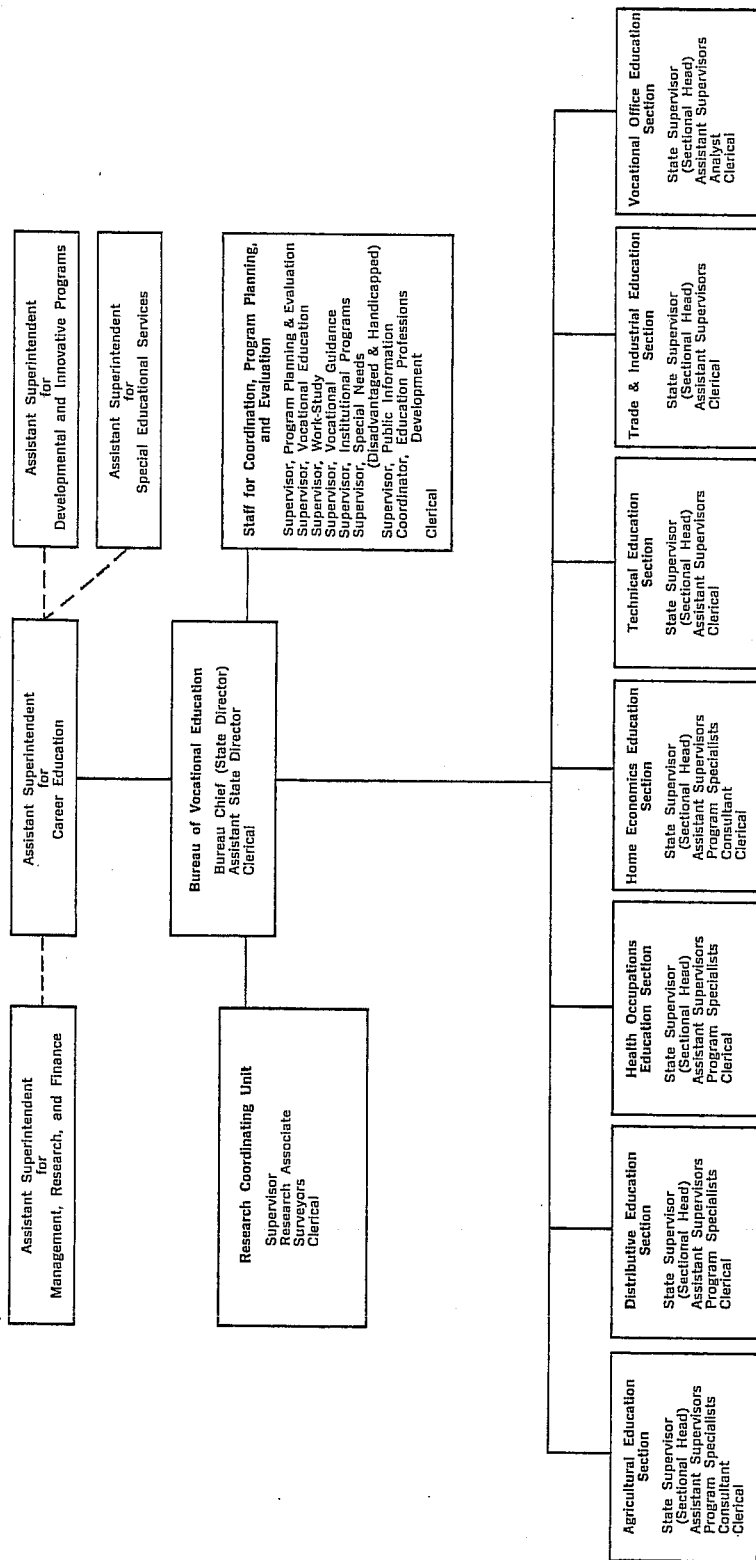 Assistant Superintendent
for
Management, Research, and Finance
Assistant Superintendent
for
Career Education
Assistant Superintendent
for
Developmental and Innovative Programs
Assistant Superintendent
for
Special Educational Services
Research Coordinating Unit
Supervisor
Research Associate
Surveyors
Clerical
Bureau of Vocational Education
Bureau Chief (State Director)
Assistant State Director
Clerical
Staff for Coordination, Program Planning,
and Evaluation
Supervisor, Program Planning & Evaluation
Supervisor, Vocational Education
Supervisor, Work-Study
Supervisor, Vocational Guidance
Supervisor, Institutional Programs
Supervisor, Special Needs
(Disadvantaged & Handicapped)
Supervisor, Public Information
Coordinator, Education Professions
Development
Clerical
Agricultural Education
Section
State Supervisor
(Sectional Head)
Assistant Supervisors
Program Specialists
Consultant
Clerical
Distributive Education
Section
State Supervisor
(Sectional Head)
Assistant Supervisors
Program Specialists
Clerical
Health Occupations
Education Section
State Supervisor
(Sectional Head)
Assistant Supervisors
Program Specialists
Clerical
Home Economics Education
Section
State Supervisor
(Sectional Head)
Assistant Supervisors
Program Specialists
Consultant
Clerical
Technical Education
Section
State Supervisor
(Sectional Head)
Assistant Supervisors
Clerical
Trade & Industrial Education
Section
State Supervisor
(Sectional Head)
Assistant Supervisors
Clerical
Vocational Office Education
Section
State Supervisor
(Sectional Head)
Assistant Supervisors
Analyst
Clerical